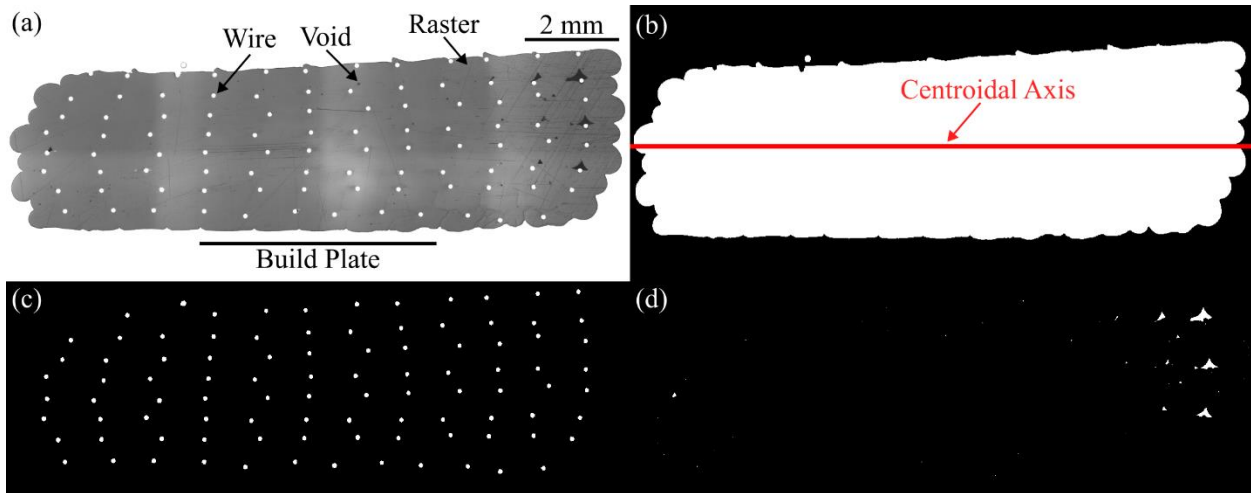 (a)
Wire
Void
Raster
2 mm
Build Plate
(b)
Centroidal Axis
(c)
(d)